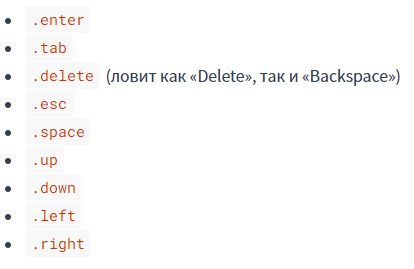 .enter
.tab
.delete (ловит как «Delete», так и «Backspace»)
.esc
.space
.up
.down
.left
.right